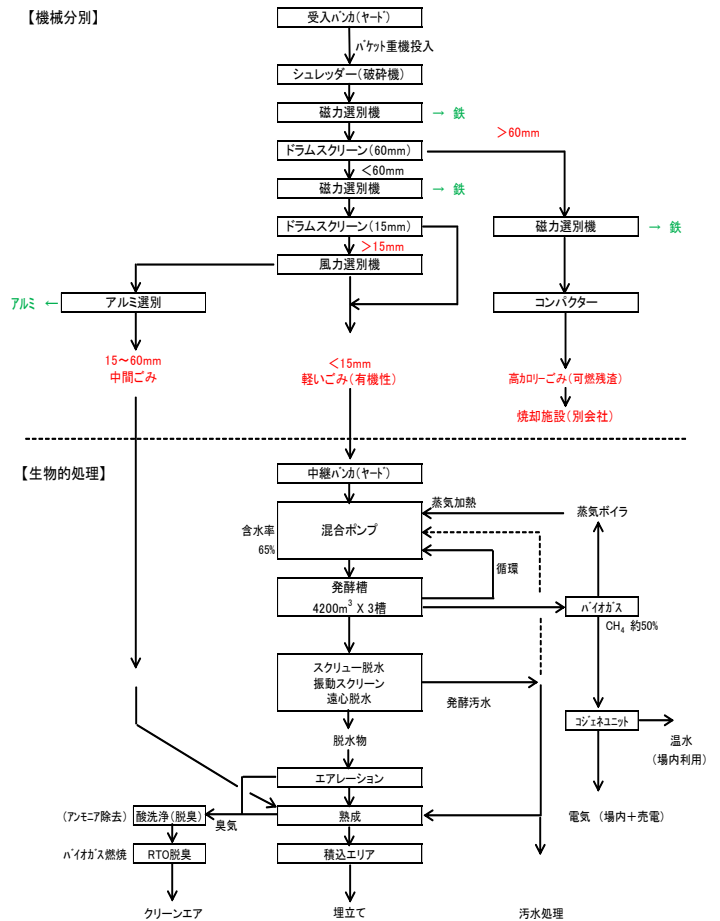 【機械分別】
受入バンカ(ヤード)
バケット重機投入
シュレッダー(破砕機)
磁力選別機
→ 鉄
>60mm
ドラムスクリーン(60mm)
<60mm
磁力選別機
→ 鉄
ドラムスクリーン(15mm)
磁力選別機
→ 鉄
>15mm
風力選別機
アルミ ←
アルミ選別
コンパクター
15~60mm
中間ごみ
<15mm
軽いごみ(有機性)
高カロリーごみ(可燃残渣)
焼却施設(別会社)
【生物的処理】
中継バンカ(ヤード)
蒸気加熱
蒸気ボイラ
含水率
65%
混合ポンプ
循環
発酵槽
4200m³ X 3槽
バイオガス
CH₄ 約50%
スクリュー脱水
振動スクリーン
遠心脱水
発酵汚水
コジェネユニット
脱水物
温水
(場内利用)
エアレーション
(アンモニア除去)
酸洗浄(脱臭)
臭気
熟成
電気 (場内+売電)
バイオガス燃焼
RTO脱臭
積込エリア
クリーンエア
埋立て
汚水処理